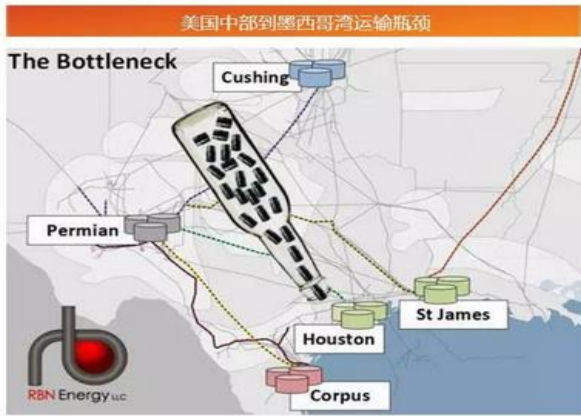 美国中部到墨西哥湾运输瓶颈
The Bottleneck
Cushing
Permian
St James
Houston
Corpus
RBN Energy LLC